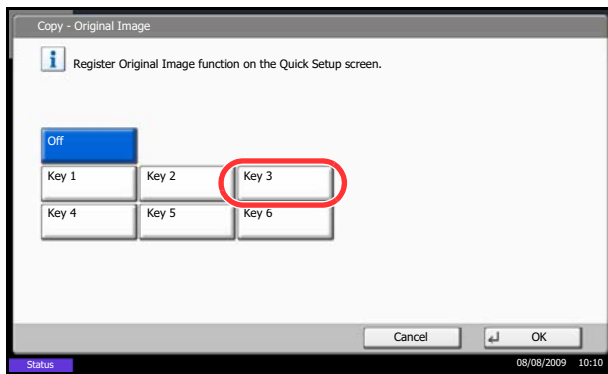 Copy - Original Image
Register Original Image function on the Quick Setup screen.
Off
Key 1 Key 2 Key 3
Key 4 Key 5 Key 6
Cancel OK
Status 08/08/2009 10:10